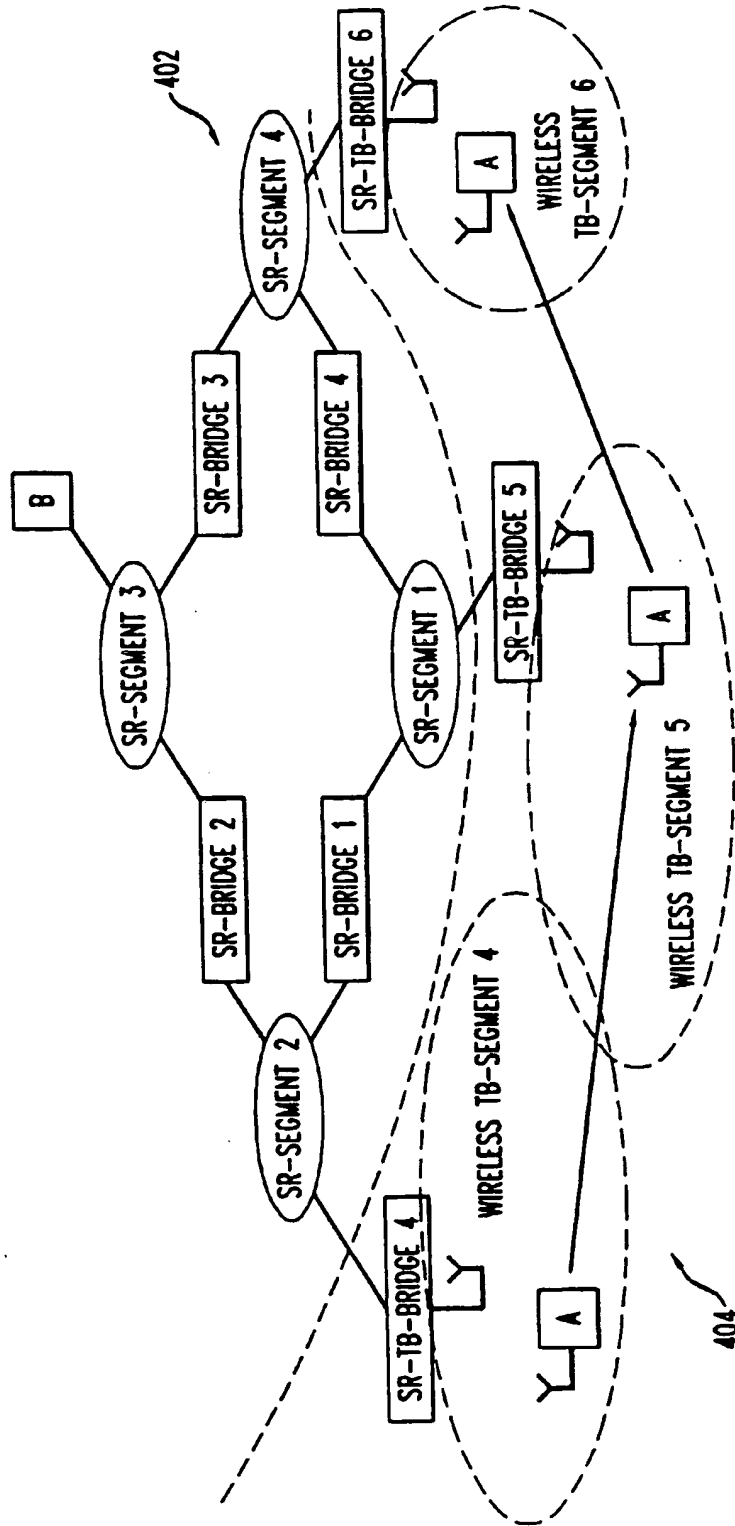 402
B
SR-SEGMENT 3
SR-BRIDGE 2
SR-BRIDGE 3
SR-SEGMENT 2
SR-SEGMENT 4
SR-BRIDGE 1
SR-BRIDGE 4
SR-SEGMENT 1
SR-TB-BRIDGE 4
SR-TB-BRIDGE 5
SR-TB-BRIDGE 6
WIRELESS TB-SEGMENT 4
A
WIRELESS TB-SEGMENT 5
A
A
WIRELESS
TB-SEGMENT 6
404